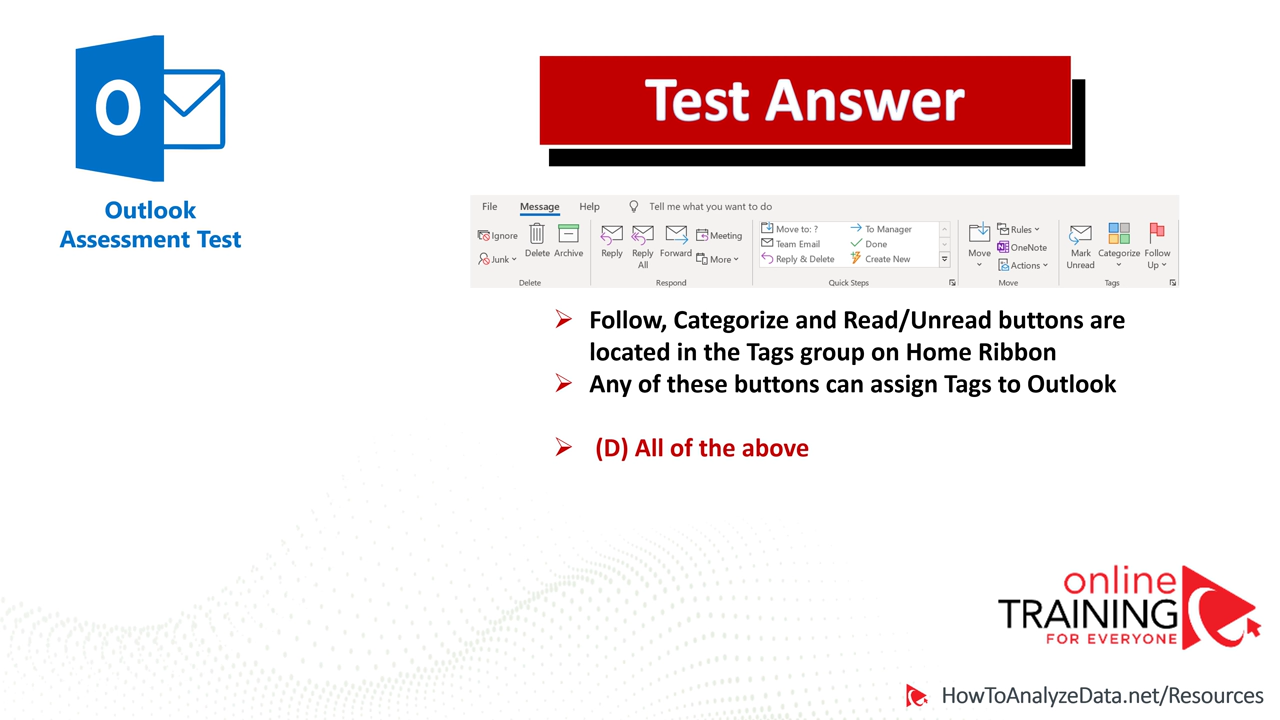 O
Outlook
Assessment Test
Test Answer
File Message Help Tell me what you want to do
Ignore
Junk
Delete
Archive
Delete
Reply
Reply All
Forward
Meeting
More
Respond
Move to: ?
Team Email
Reply & Delete
To Manager
Done
Create New
Quick Steps
Move
Rules
OneNote
Actions
Move
Mark Unread
Categorize
Follow Up
Tags
Follow, Categorize and Read/Unread buttons are
located in the Tags group on Home Ribbon
Any of these buttons can assign Tags to Outlook
(D) All of the above
online
TRAINING
FOR EVERYONE
HowToAnalyzeData.net/Resources